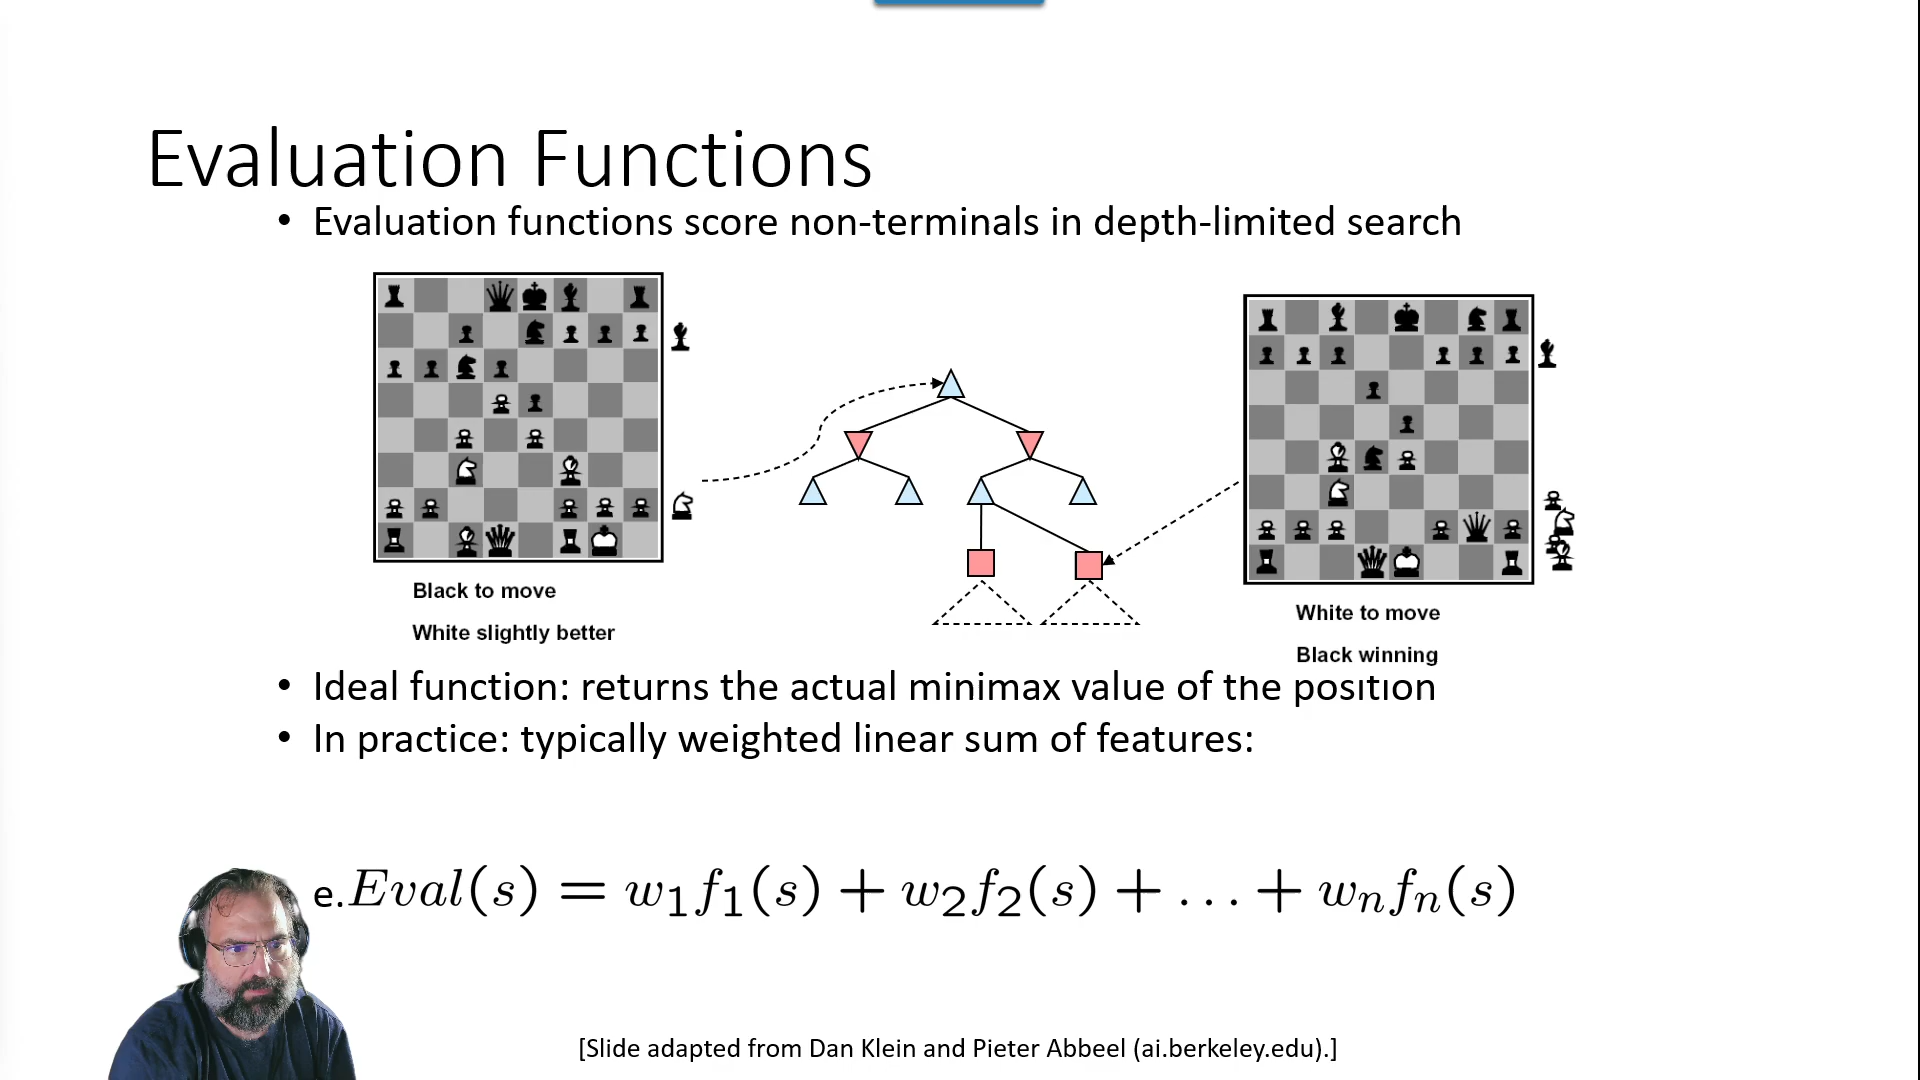 Evaluation Functions
• Evaluation functions score non-terminals in depth-limited search
Black to move
White slightly better
White to move
Black winning
• Ideal function: returns the actual minimax value of the position
• In practice: typically weighted linear sum of features:
e. Eval(s) = w₁f₁(s) + w₂f₂(s) + … + wₙfₙ(s)
[Slide adapted from Dan Klein and Pieter Abbeel (ai.berkeley.edu).]